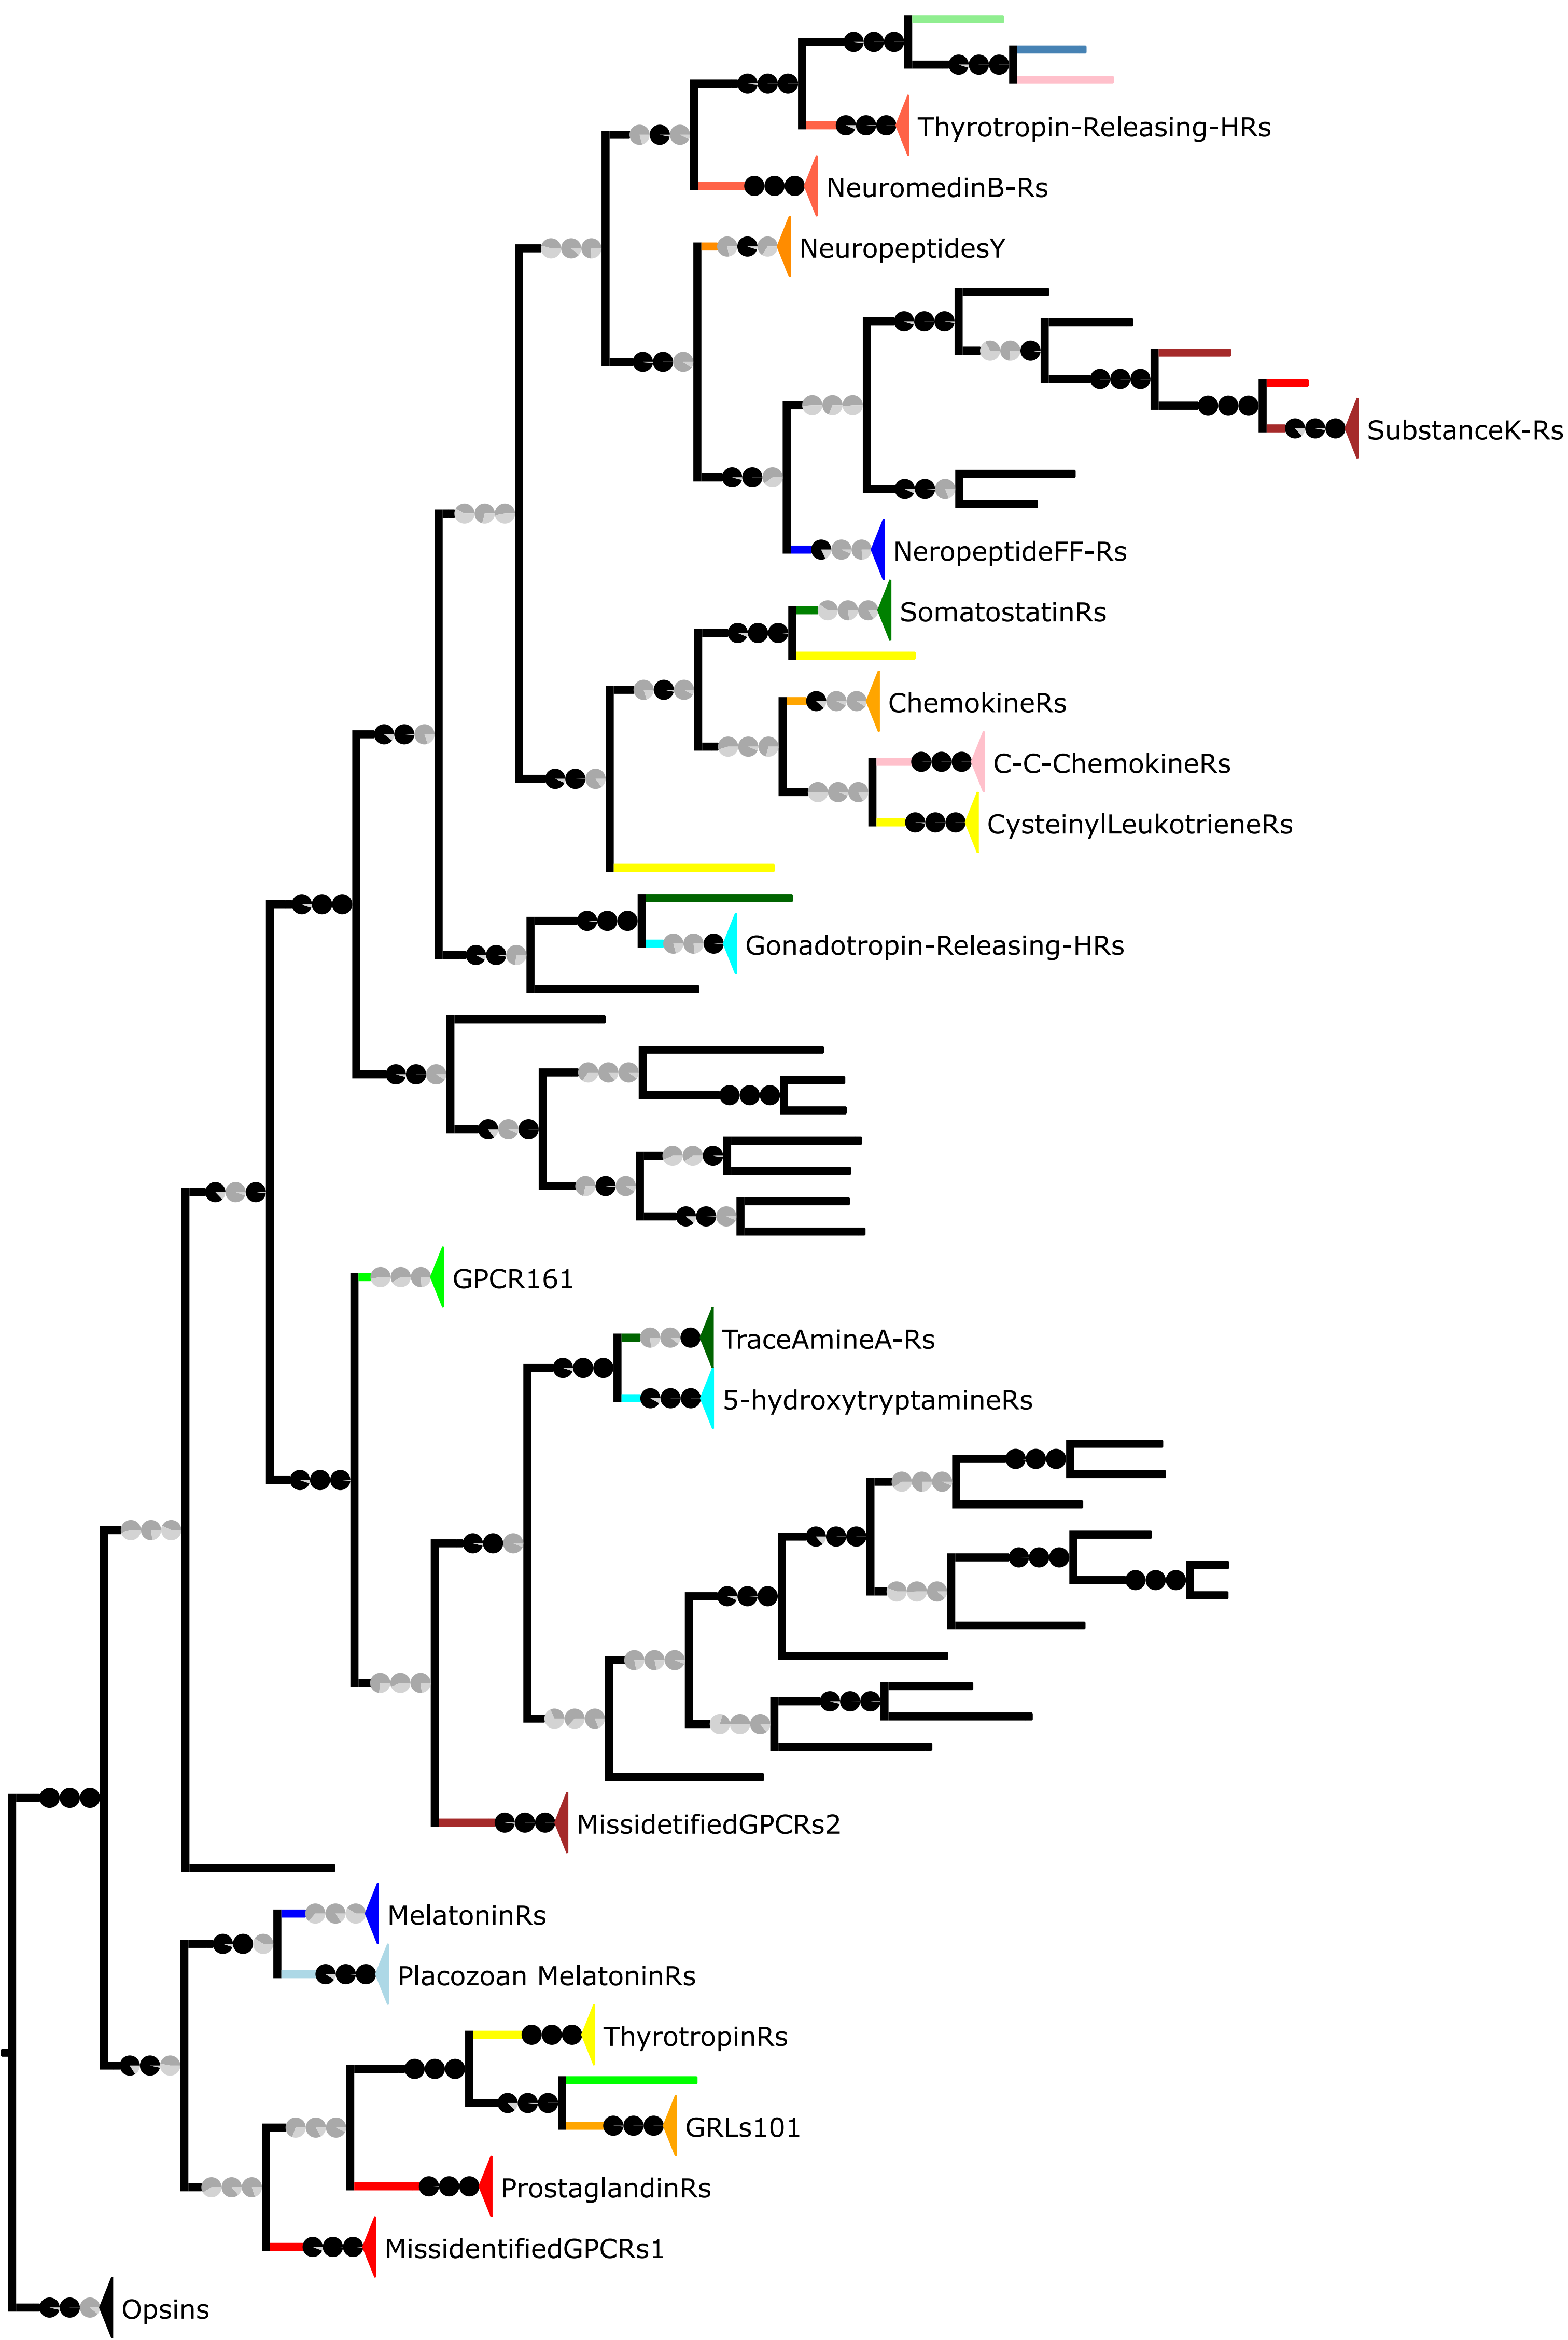 Thyrotropin-Releasing-HRs
NeuromedinB-Rs
NeuropeptidesY
SubstanceK-Rs
NeropeptideFF-Rs
SomatostatinRs
ChemokineRs
C-C-ChemokineRs
CysteinylLeukotrieneRs
Gonadotropin-Releasing-HRs
GPCR161
TraceAmineA-Rs
5-hydroxytryptamineRs
MissidetifiedGPCRs2
MelatoninRs
Placozoan MelatoninRs
ThyrotropinRs
GRLs101
ProstaglandinRs
MissidentifiedGPCRs1
Opsins